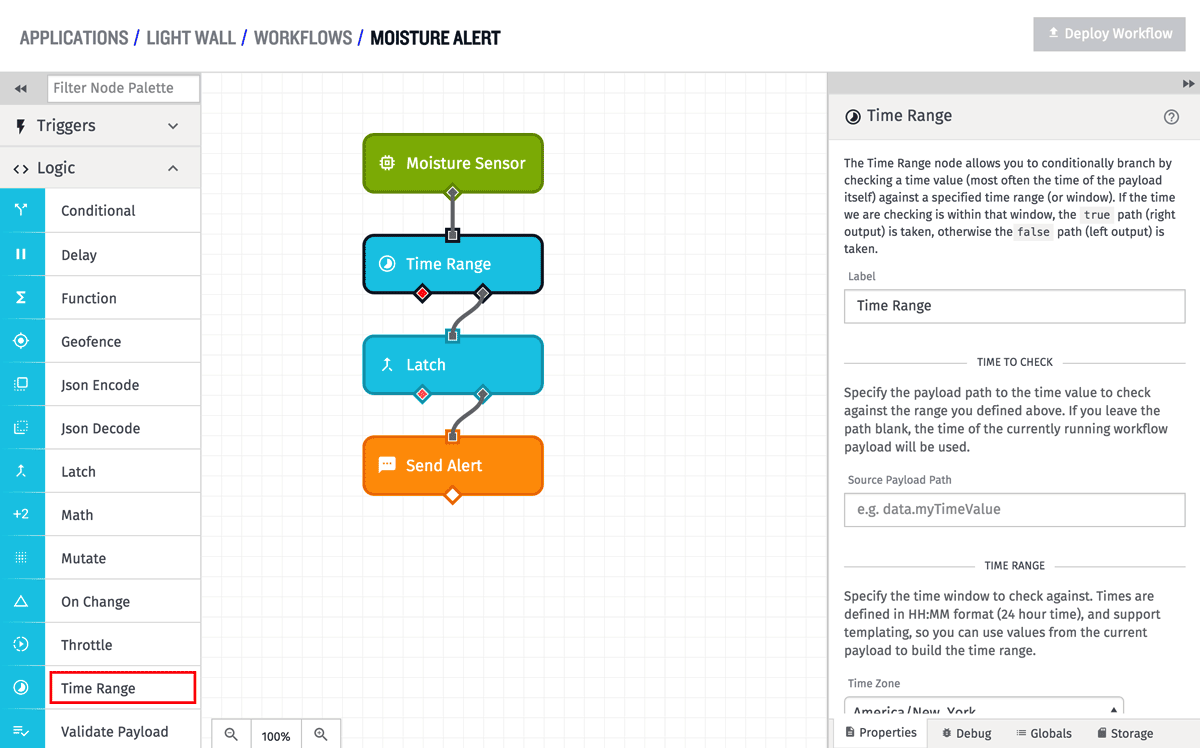 APPLICATIONS / LIGHT WALL / WORKFLOWS / MOISTURE ALERT
Deploy Workflow
Filter Node Palette
Triggers
Logic
Conditional
Delay
Function
Geofence
Json Encode
Json Decode
Latch
+2 Math
Mutate
On Change
Throttle
Time Range
Validate Payload
Moisture Sensor
Time Range
Latch
Send Alert
100%
Time Range
The Time Range node allows you to conditionally branch by
checking a time value (most often the time of the payload
itself) against a specified time range (or window). If the time
we are checking is within that window, the true path (right
output) is taken, otherwise the false path (left output) is
taken.
Label
Time Range
TIME TO CHECK
Specify the payload path to the time value to check
against the range you defined above. If you leave the
path blank, the time of the currently running workflow
payload will be used.
Source Payload Path
e.g. data.myTimeValue
TIME RANGE
Specify the time window to check against. Times are
defined in HH:MM format (24 hour time), and support
templating, so you can use values from the current
payload to build the time range.
Time Zone
America/New_York
Properties
Debug
Globals
Storage